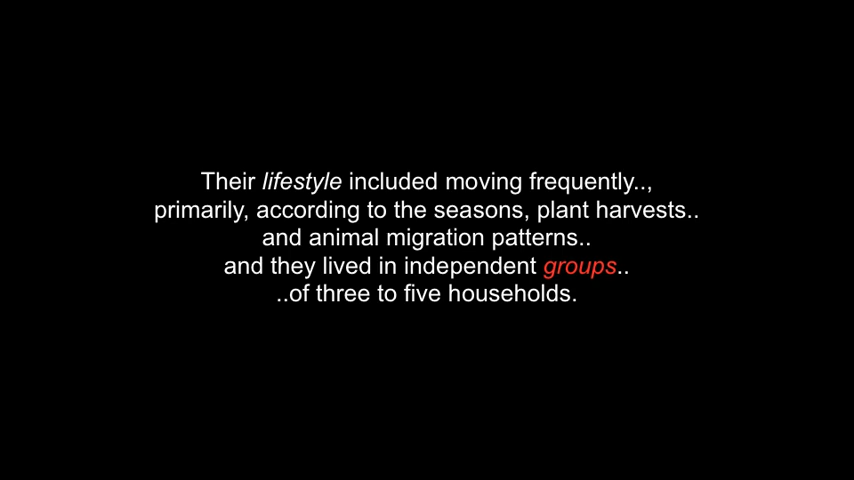 Their lifestyle included moving frequently..,
primarily, according to the seasons, plant harvests..
and animal migration patterns..
and they lived in independent groups..
..of three to five households.